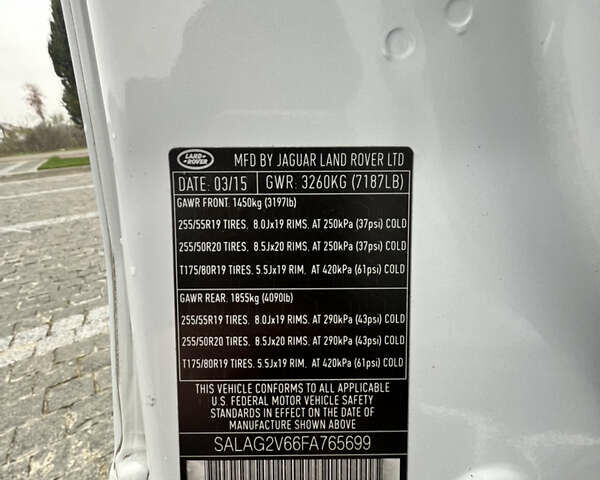 LAND ROVER MFD BY JAGUAR LAND ROVER LTD
DATE: 03/15 GWR: 3260KG (7187LB)
GAWR FRONT. 1450kg (3197lb)
255/55R19 TIRES. 8.0Jx19 RIMS. AT 250kPa (37psi) COLD
255/50R20 TIRES. 8.5Jx20 RIMS. AT 250kPa (37psi) COLD
T175/80R19 TIRES. 5.5Jx19 RIM. AT 420kPa (61psi) COLD
GAWR REAR. 1855kg (4090lb)
255/55R19 TIRES. 8.0Jx19 RIMS. AT 290kPa (43psi) COLD
255/50R20 TIRES. 8.5Jx20 RIMS. AT 290kPa (43psi) COLD
T175/80R19 TIRES. 5.5Jx19 RIM. AT 420kPa (61psi) COLD
THIS VEHICLE CONFORMS TO ALL APPLICABLE
U.S. FEDERAL MOTOR VEHICLE SAFETY
STANDARDS IN EFFECT ON THE DATE OF
MANUFACTURE SHOWN ABOVE
SALAG2V66FA765699